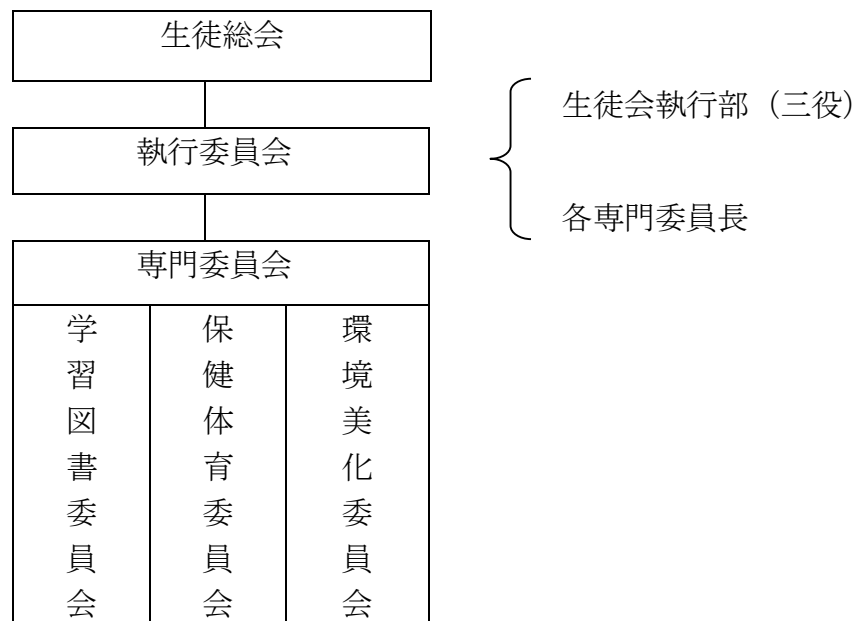 生徒総会
執行委員会
生徒会執行部（三役）
各専門委員長
専門委員会
学習図書委員会
保健体育委員会
環境美化委員会